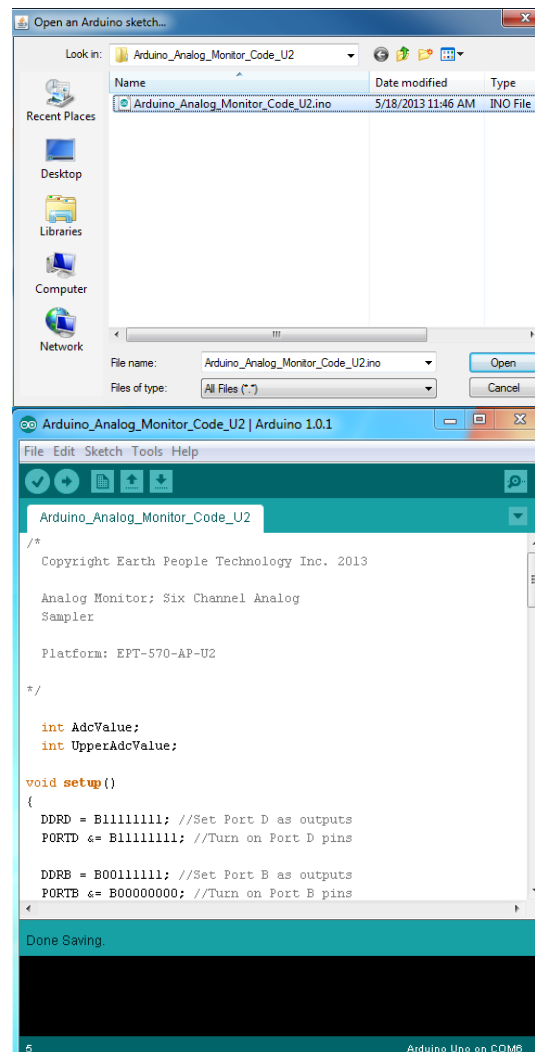 Open an Arduino sketch...
Look in: Arduino_Analog_Monitor_Code_U2
Name Date modified Type
Arduino_Analog_Monitor_Code_U2.ino 5/18/2013 11:46 AM INO File
Recent Places
Desktop
Libraries
Computer
Network
File name: Arduino_Analog_Monitor_Code_U2.ino Open
Files of type: All Files (*.*) Cancel
Arduino_Analog_Monitor_Code_U2 | Arduino 1.0.1
File Edit Sketch Tools Help
Arduino_Analog_Monitor_Code_U2
/*
Copyright Earth People Technology Inc. 2013
Analog Monitor; Six Channel Analog
Sampler
Platform: EPT-570-AP-U2
*/
int AdcValue;
int UpperAdcValue;
void setup()
{
DDRD = B11111111; //Set Port D as outputs
PORTD &= B11111111; //Turn on Port D pins
DDRB = B00111111; //Set Port B as outputs
PORTB &= B00000000; //Turn on Port B pins
Done Saving.
5 Arduino Uno on COM6